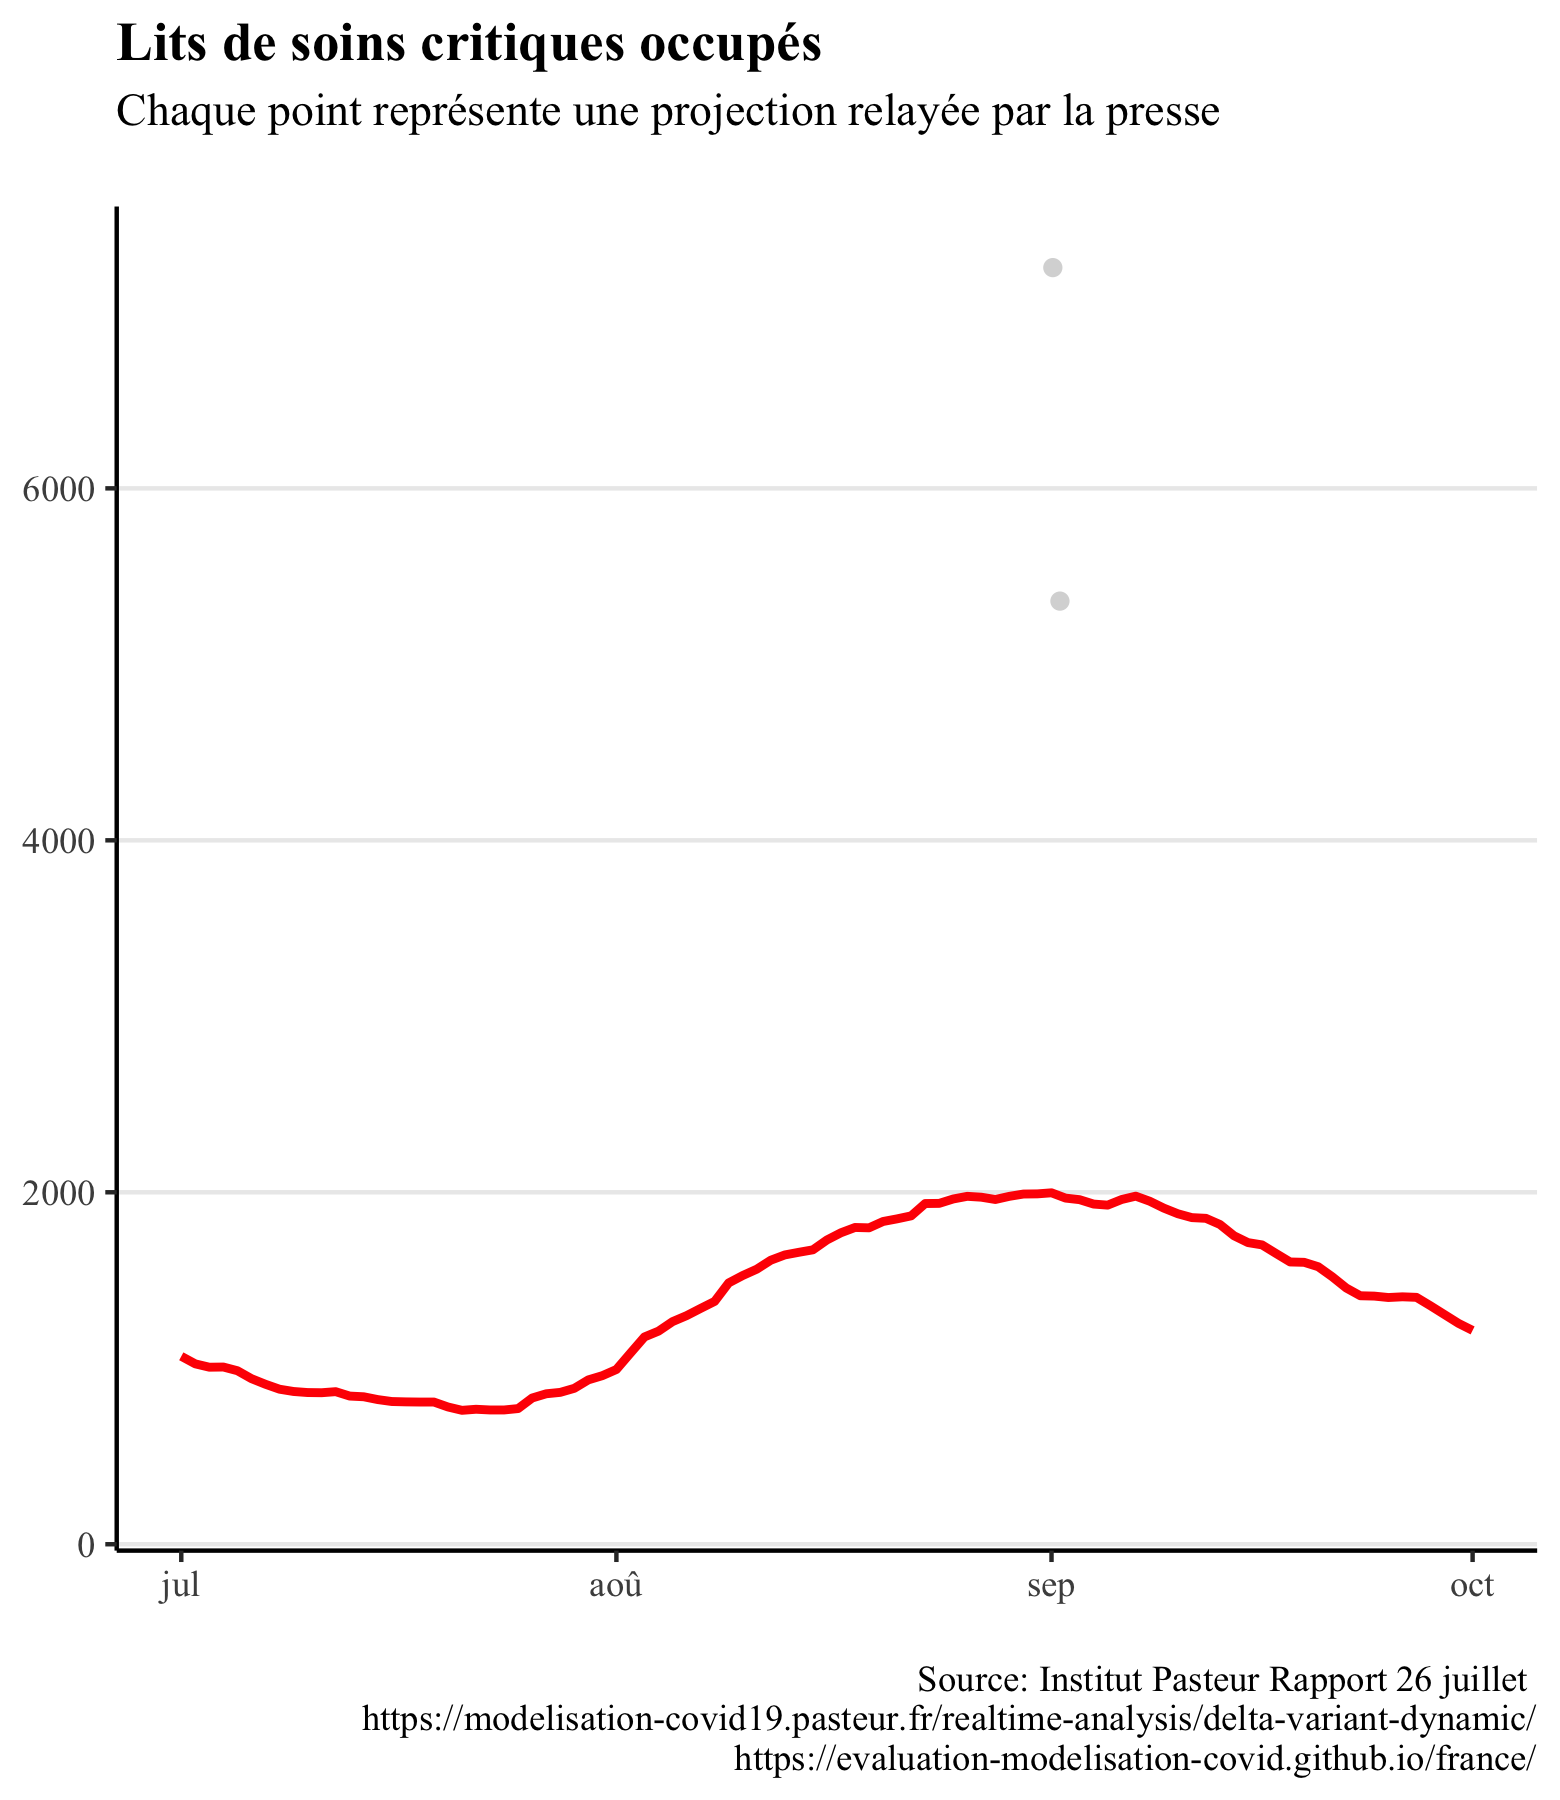 Lits de soins critiques occupés
Chaque point représente une projection relayée par la presse
6000
4000
2000
0
jul
aoû
sep
oct
Source: Institut Pasteur Rapport 26 juillet
https://modelisation-covid19.pasteur.fr/realtime-analysis/delta-variant-dynamic/
https://evaluation-modelisation-covid.github.io/france/